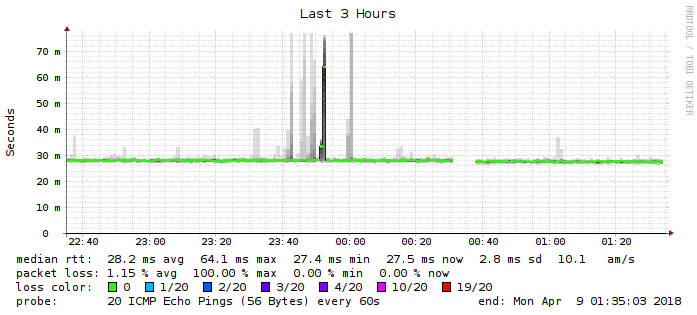 Last 3 Hours
RRDTOOL / TOBI OETIKER
Seconds
70 m
60 m
50 m
40 m
30 m
20 m
10 m
0
22:40 23:00 23:20 23:40 00:00 00:20 00:40 01:00 01:20
median rtt: 28.2 ms avg 64.1 ms max 27.4 ms min 27.5 ms now 2.8 ms sd 10.1 am/s
packet loss: 1.15 % avg 100.00 % max 0.00 % min 0.00 % now
loss color: 0 1/20 2/20 3/20 4/20 10/20 19/20
probe: 20 ICMP Echo Pings (56 Bytes) every 60s end: Mon Apr 9 01:35:03 2018